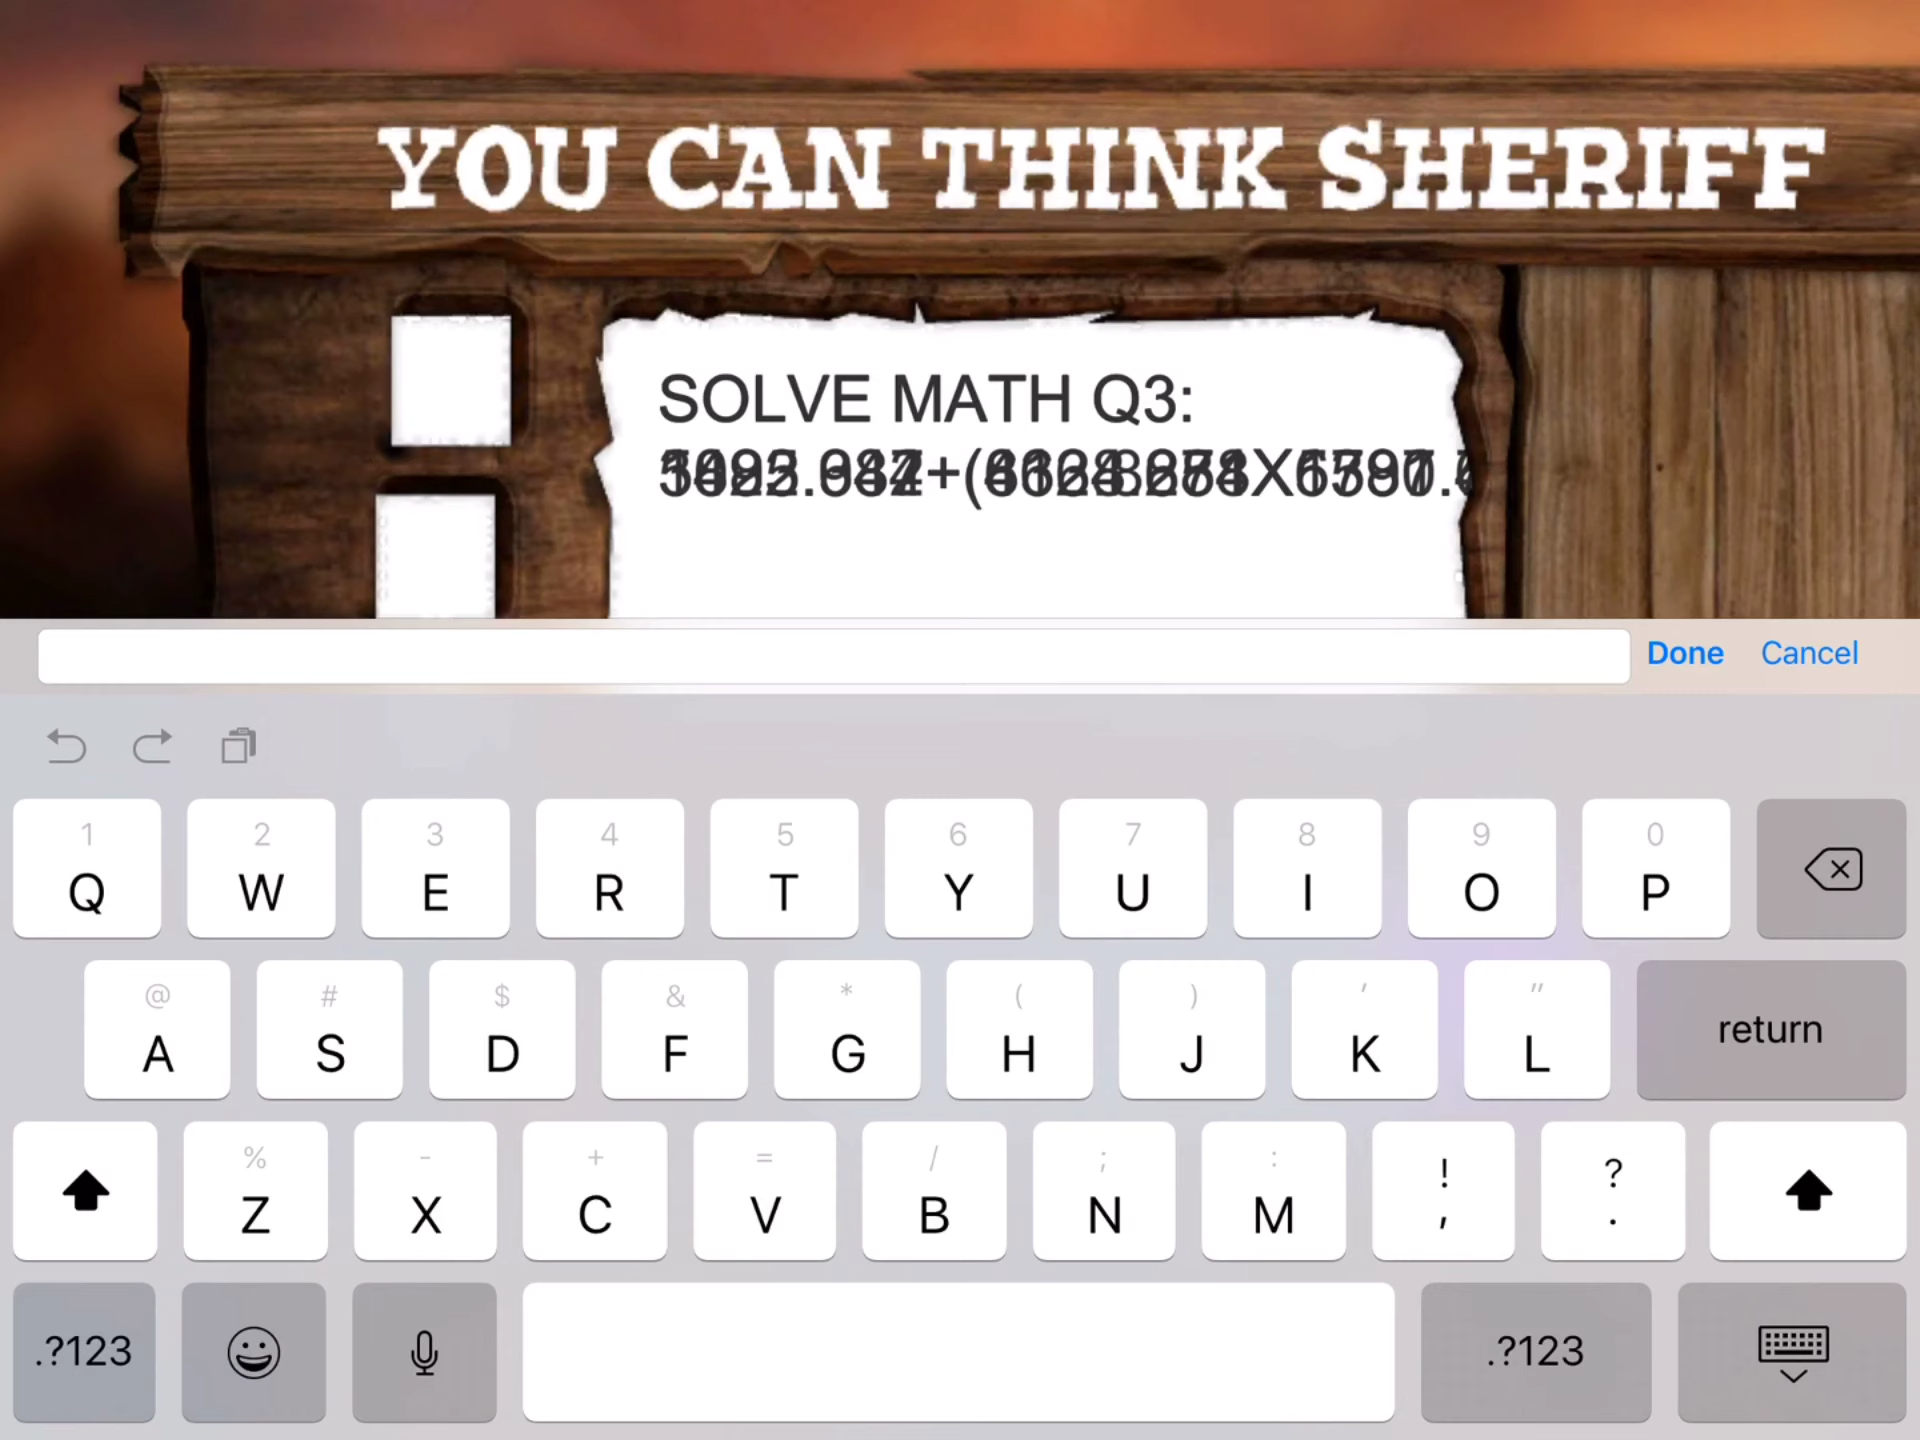 YOU CAN THINK SHERIFF
SOLVE MATH Q3:
Done Cancel
1 2 3 4 5 6 7 8 9 0
Q W E R T Y U I O P
@ # $ & * ( ) ' "
A S D F G H J K L return
% - + = / ; : ! ?
Z X C V B N M , .
.?123 .?123